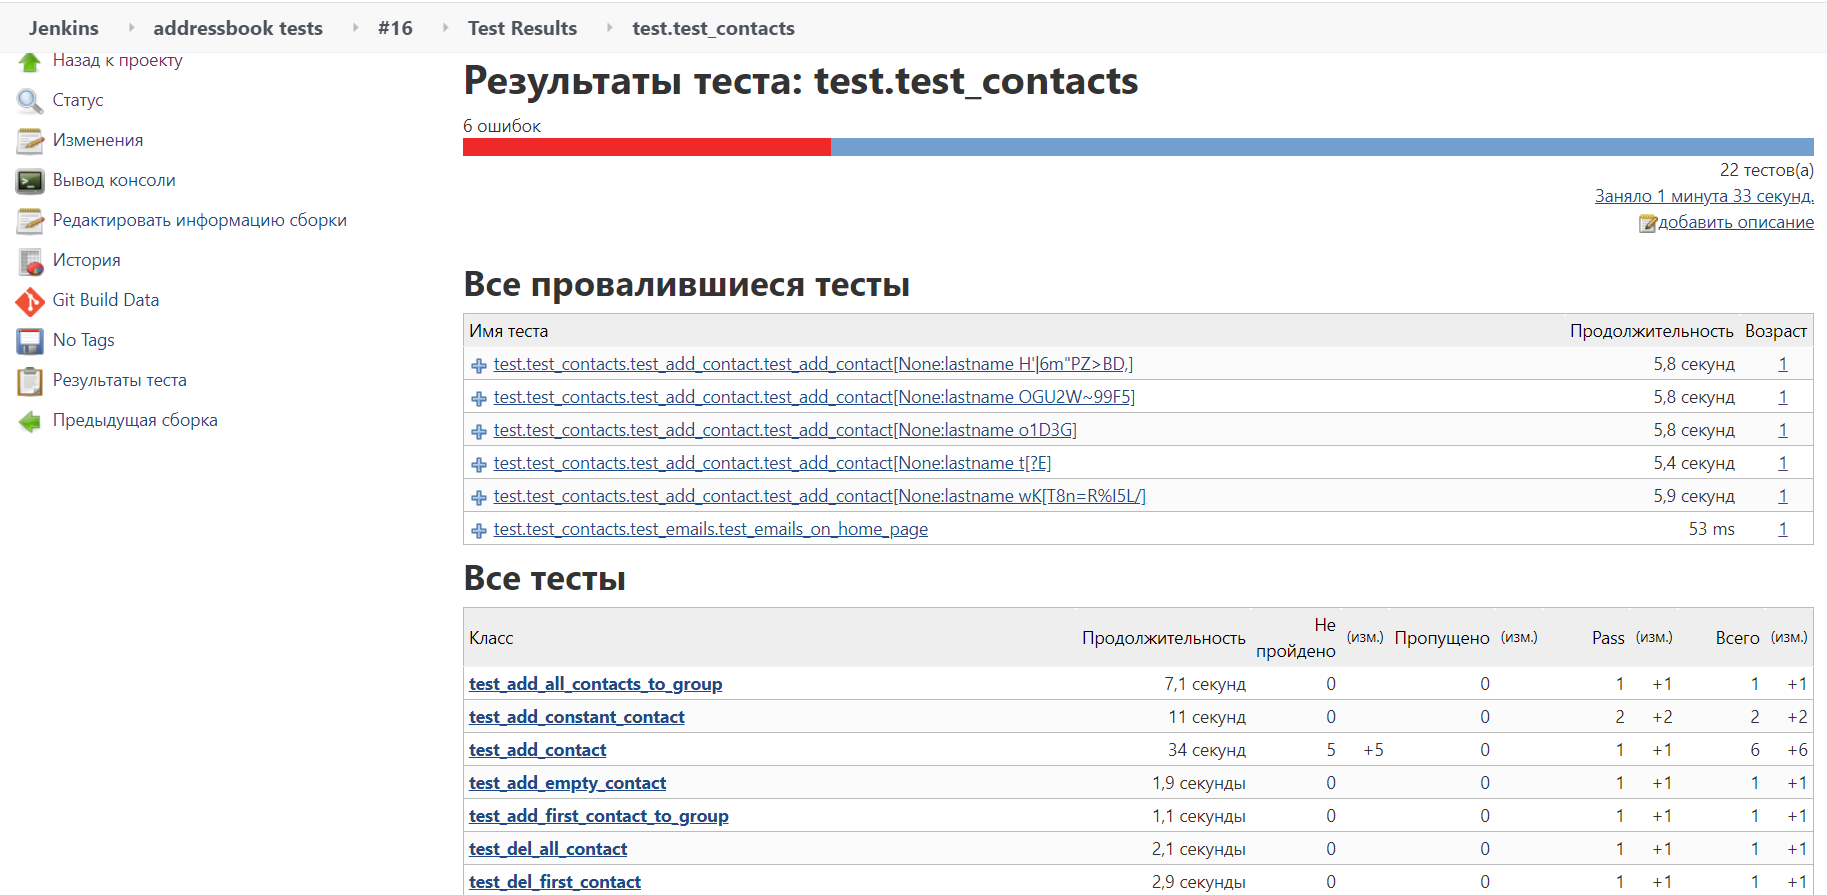 Jenkins addressbook tests #16 Test Results test.test_contacts
Назад к проекту
Статус
Изменения
Вывод консоли
Редактировать информацию сборки
История
Git Build Data
No Tags
Результаты теста
Предыдущая сборка
Результаты теста: test.test_contacts
6 ошибок
22 тестов(а)
Заняло 1 минута 33 секунд.
добавить описание
Все провалившиеся тесты
Имя теста Продолжительность Возраст
test.test_contacts.test_add_contact.test_add_contact[None:lastname H'|6m"PZ>BD,] 5,8 секунд 1
test.test_contacts.test_add_contact.test_add_contact[None:lastname OGU2W~99F5] 5,8 секунд 1
test.test_contacts.test_add_contact.test_add_contact[None:lastname o1D3G] 5,8 секунд 1
test.test_contacts.test_add_contact.test_add_contact[None:lastname t[?E] 5,4 секунд 1
test.test_contacts.test_add_contact.test_add_contact[None:lastname wK[T8n=R%I5L/] 5,9 секунд 1
test.test_contacts.test_emails.test_emails_on_home_page 53 ms 1
Все тесты
Класс Продолжительность Не пройдено (изм.) Пропущено (изм.) Pass (изм.) Всего (изм.)
test_add_all_contacts_to_group 7,1 секунд 0 0 1 +1 1 +1
test_add_constant_contact 11 секунд 0 0 2 +2 2 +2
test_add_contact 34 секунд 5 +5 0 1 +1 6 +6
test_add_empty_contact 1,9 секунды 0 0 1 +1 1 +1
test_add_first_contact_to_group 1,1 секунды 0 0 1 +1 1 +1
test_del_all_contact 2,1 секунды 0 0 1 +1 1 +1
test_del_first_contact 2,9 секунды 0 0 1 +1 1 +1